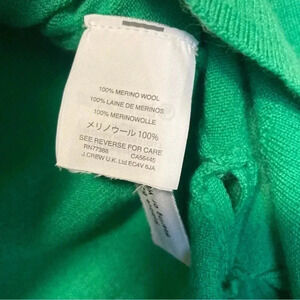 100% MERINO WOOL
100% LAINE DE MERINOS
100% MERINOWOLLE
メリノウール 100%
SEE REVERSE FOR CARE
RN77388 CA56445
J.CREW U.K. Ltd EC4V 6JA